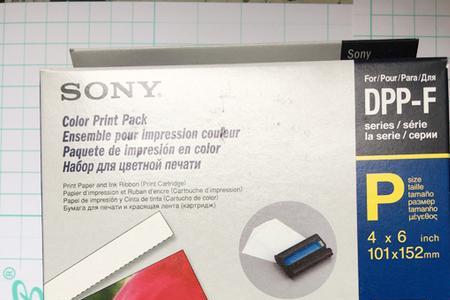 Sony
SONY
Color Print Pack
Ensemble pour impression couleur
Paquete de impresión en color
Набор для цветной печати
Print Paper and Ink Ribbon (Print Cartridge)
Papier d'impression et Ruban d'encre (Cartouche d'impression)
Papel de impresión y Cinta de tinta (Cartucho de color)
Бумага для печати и красящая лента (картридж)
For/Pour/Para/Для
DPP-F
series / série
la serie / серии
P
size
taille
tamaño
размер
tamanho
μέγεθος
4 x 6 inch
101x152mm